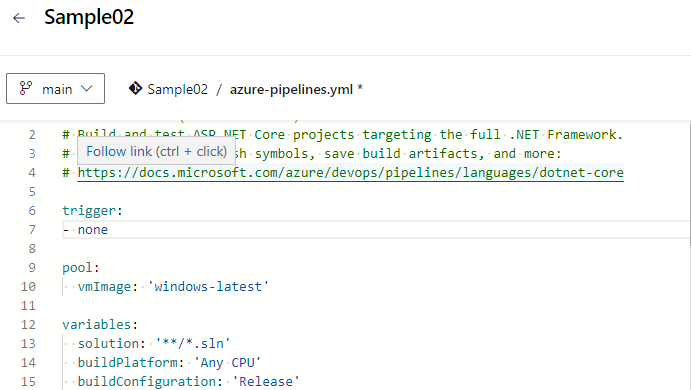 ← Sample02
main Sample02 / azure-pipelines.yml *
2 # Build and test ASP.NET Core projects targeting the full .NET Framework.
Follow link (ctrl + click)
3 # symbols, save build artifacts, and more:
4 # https://docs.microsoft.com/azure/devops/pipelines/languages/dotnet-core
5
6 trigger:
7 - none
8
9 pool:
10 vmImage: 'windows-latest'
11
12 variables:
13 solution: '**/*.sln'
14 buildPlatform: 'Any CPU'
15 buildConfiguration: 'Release'